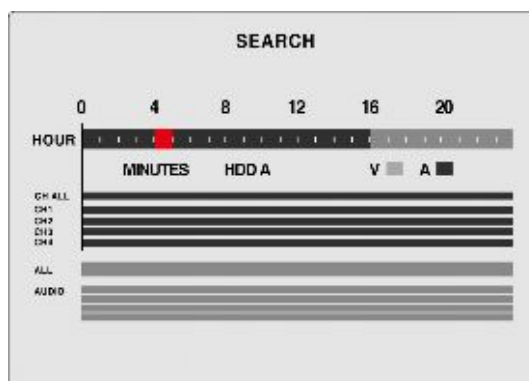 SEARCH
0 4 8 12 16 20
HOUR
MINUTES HDD A V A
CH ALL
CH1
CH2
CH3
CH4
ALL
AUDIO